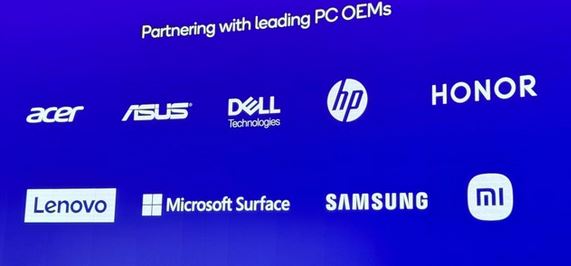 Partnering with leading PC OEMs
acer ASUS DELL Technologies hp HONOR
Lenovo Microsoft Surface SAMSUNG mi